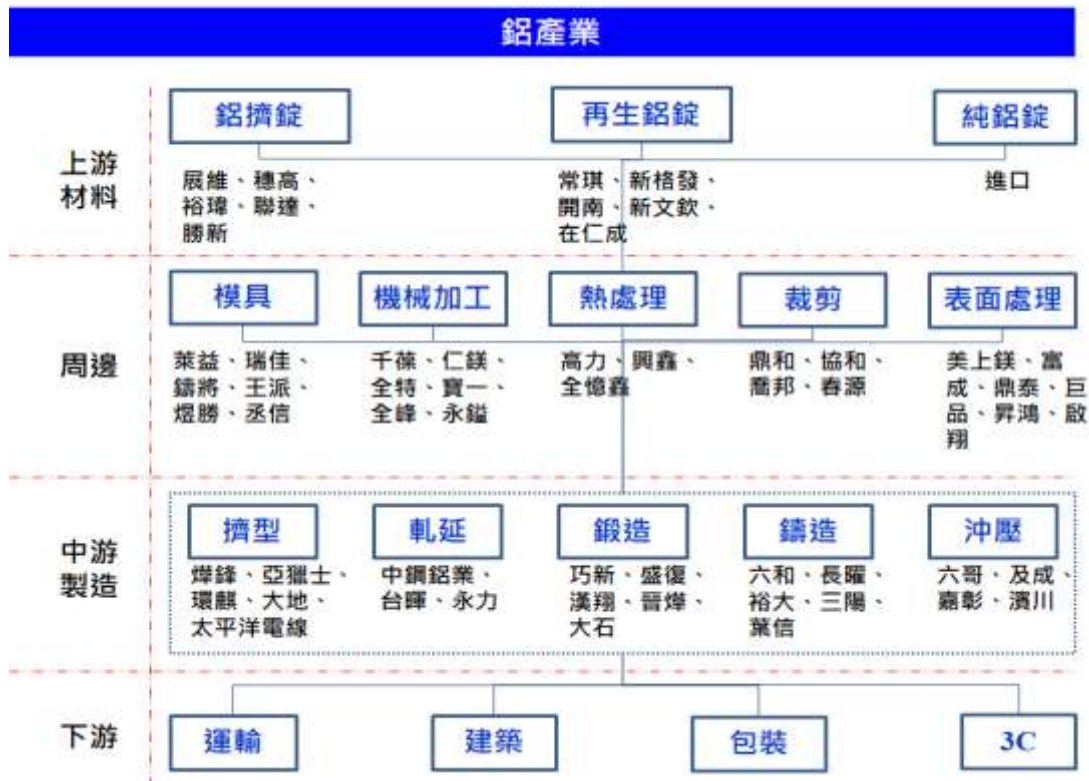 鋁產業
上游
材料
鋁擠錠
再生鋁錠
純鋁錠
展維、穗高、
裕瑋、聯達、
勝新
常琪、新格發、
開南、新文欽、
在仁成
進口
周邊
模具
機械加工
熱處理
裁剪
表面處理
萊益、瑞佳、
鑄將、王派、
煜勝、丞信
千葆、仁鎂、
全特、寶一、
全峰、永鎰
高力、興鑫、
全憶鑫
鼎和、協和、
喬邦、春源
美上鎂、富
成、鼎泰、巨
品、昇鴻、啟
翔
中游
製造
擠型
軋延
鍛造
鑄造
沖壓
燁鋒、亞獵士、
環麒、大地、
太平洋電線
中鋼鋁業、
台暉、永力
巧新、盛復、
漢翔、晉燁、
大石
六和、長曜、
裕大、三陽、
葉信
六哥、及成、
嘉彰、濱川
下游
運輸
建築
包裝
3C